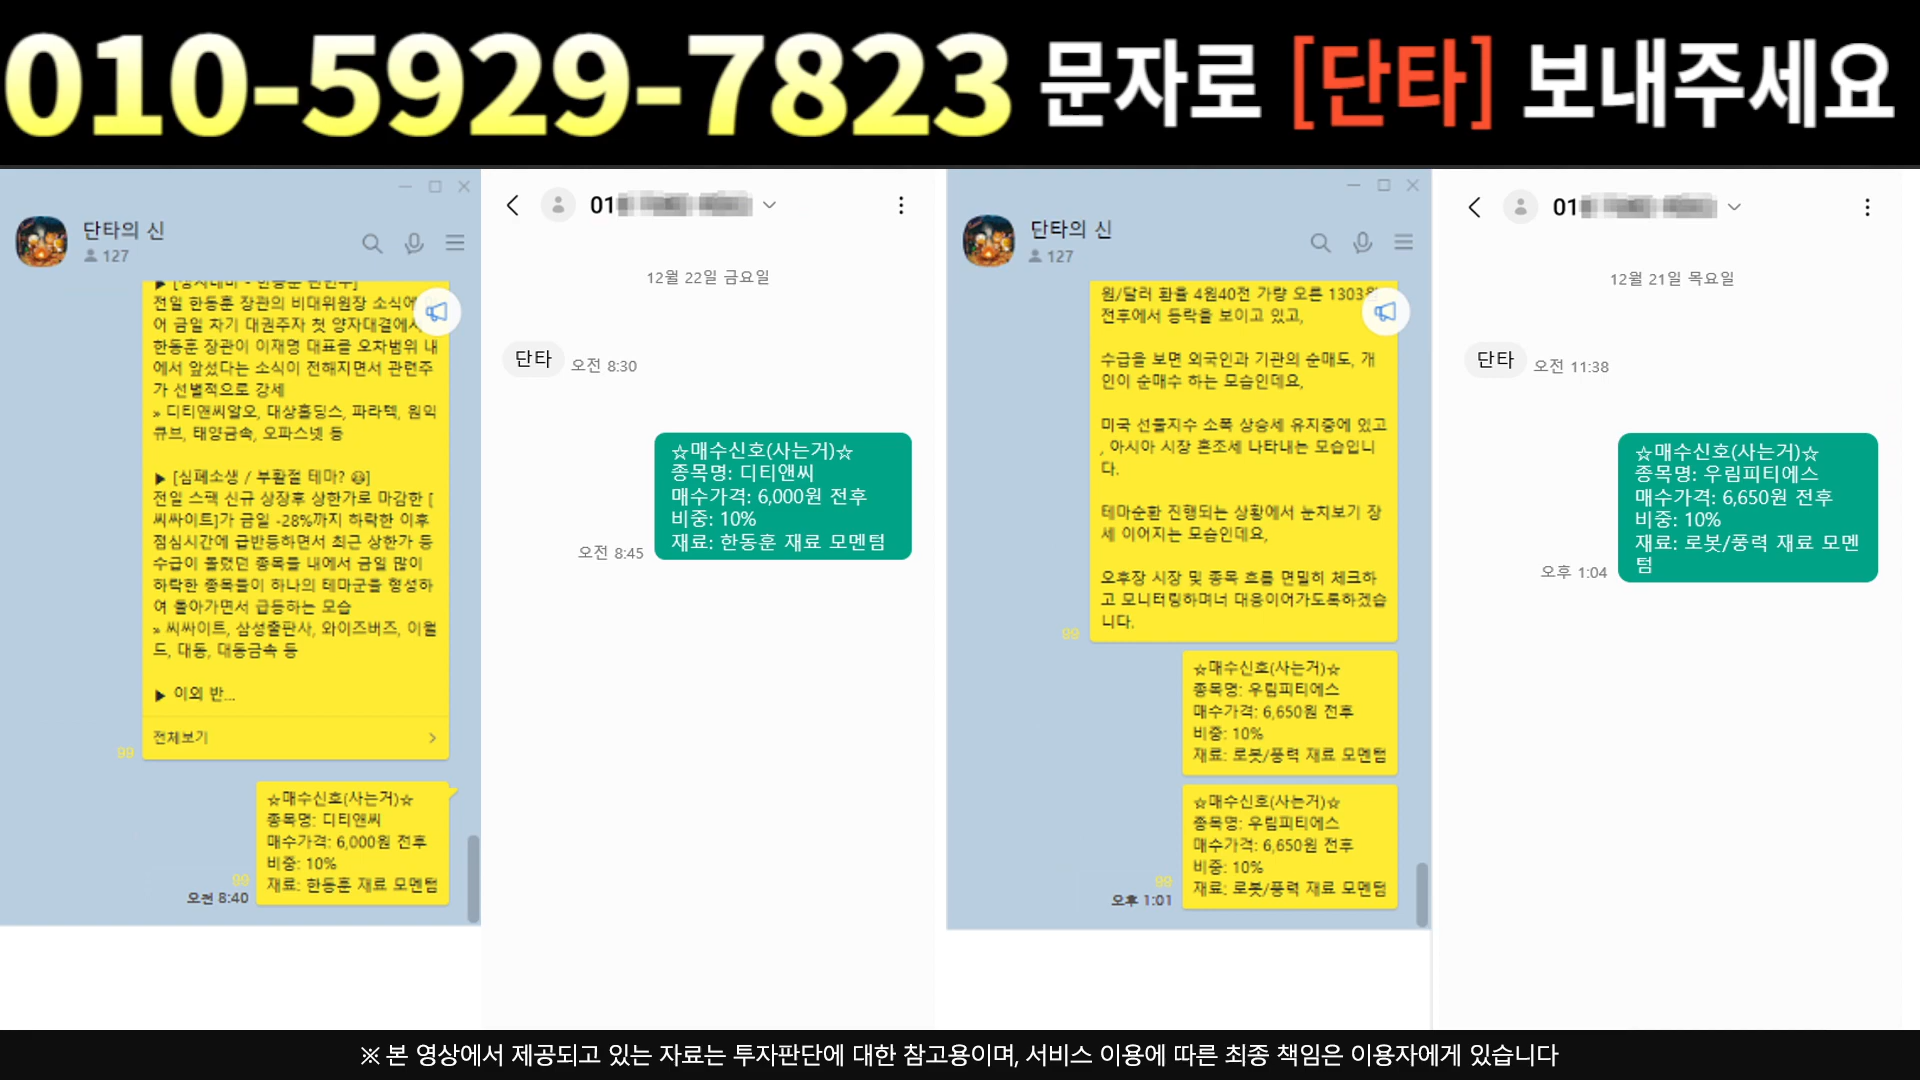 010-5929-7823 문자로 [단타] 보내주세요
단타의 신
127
전일 한동훈 장관의 비대위원장 소식에
어 금일 차기 대권주자 첫 양자대결에서
한동훈 장관이 이재명 대표를 오차범위 내
에서 앞섰다는 소식이 전해지면서 관련주
가 선별적으로 강세
» 디티앤씨알오, 대상홀딩스, 파라텍, 원익
큐브, 태양금속, 오파스넷 등
▶ [심폐소생 / 부활절 테마? 😂]
전일 스팩 신규 상장후 상한가로 마감한 [
씨싸이트]가 금일 -28%까지 하락한 이후
점심시간에 급반등하면서 최근 상한가 등
수급이 몰렸던 종목들 내에서 금일 많이
하락한 종목들이 하나의 테마군을 형성하
여 돌아가면서 급등하는 모습
» 씨싸이트, 삼성출판사, 와이즈버즈, 이월
드, 대동, 대동금속 등
▶ 이외 반...
전체보기
99
☆매수신호(사는거)☆
종목명: 디티앤씨
매수가격: 6,000원 전후
비중: 10%
재료: 한동훈 재료 모멘텀
99
오전 8:40
01
12월 22일 금요일
단타
오전 8:30
☆매수신호(사는거)☆
종목명: 디티앤씨
매수가격: 6,000원 전후
비중: 10%
재료: 한동훈 재료 모멘텀
오전 8:45
단타의 신
127
원/달러 환율 4원40전 가량 오른 1303원
전후에서 등락을 보이고 있고,
수급을 보면 외국인과 기관의 순매도, 개
인이 순매수 하는 모습인데요,
미국 선물지수 소폭 상승세 유지중에 있고
, 아시아 시장 혼조세 나타내는 모습입니
다.
테마순환 진행되는 상황에서 눈치보기 장
세 이어지는 모습인데요,
오후장 시장 및 종목 흐름 면밀히 체크하
고 모니터링하며너 대응이어가도록하겠습
니다.
99
☆매수신호(사는거)☆
종목명: 우림피티에스
매수가격: 6,650원 전후
비중: 10%
재료: 로봇/풍력 재료 모멘텀
☆매수신호(사는거)☆
종목명: 우림피티에스
매수가격: 6,650원 전후
비중: 10%
재료: 로봇/풍력 재료 모멘텀
99
오후 1:01
01
12월 21일 목요일
단타
오전 11:38
☆매수신호(사는거)☆
종목명: 우림피티에스
매수가격: 6,650원 전후
비중: 10%
재료: 로봇/풍력 재료 모멘
텀
오후 1:04
※ 본 영상에서 제공되고 있는 자료는 투자판단에 대한 참고용이며, 서비스 이용에 따른 최종 책임은 이용자에게 있습니다